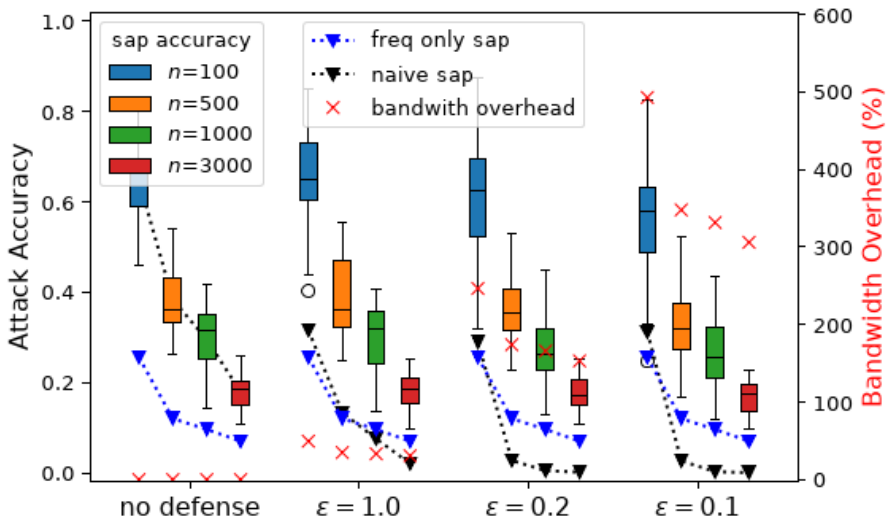 1.0
0.8
0.6
0.4
0.2
0.0
Attack Accuracy
sap accuracy
n=100
n=500
n=1000
n=3000
freq only sap
naive sap
bandwith overhead
600
500
400
300
200
100
0
Bandwidth Overhead (%)
no defense
ε = 1.0
ε = 0.2
ε = 0.1